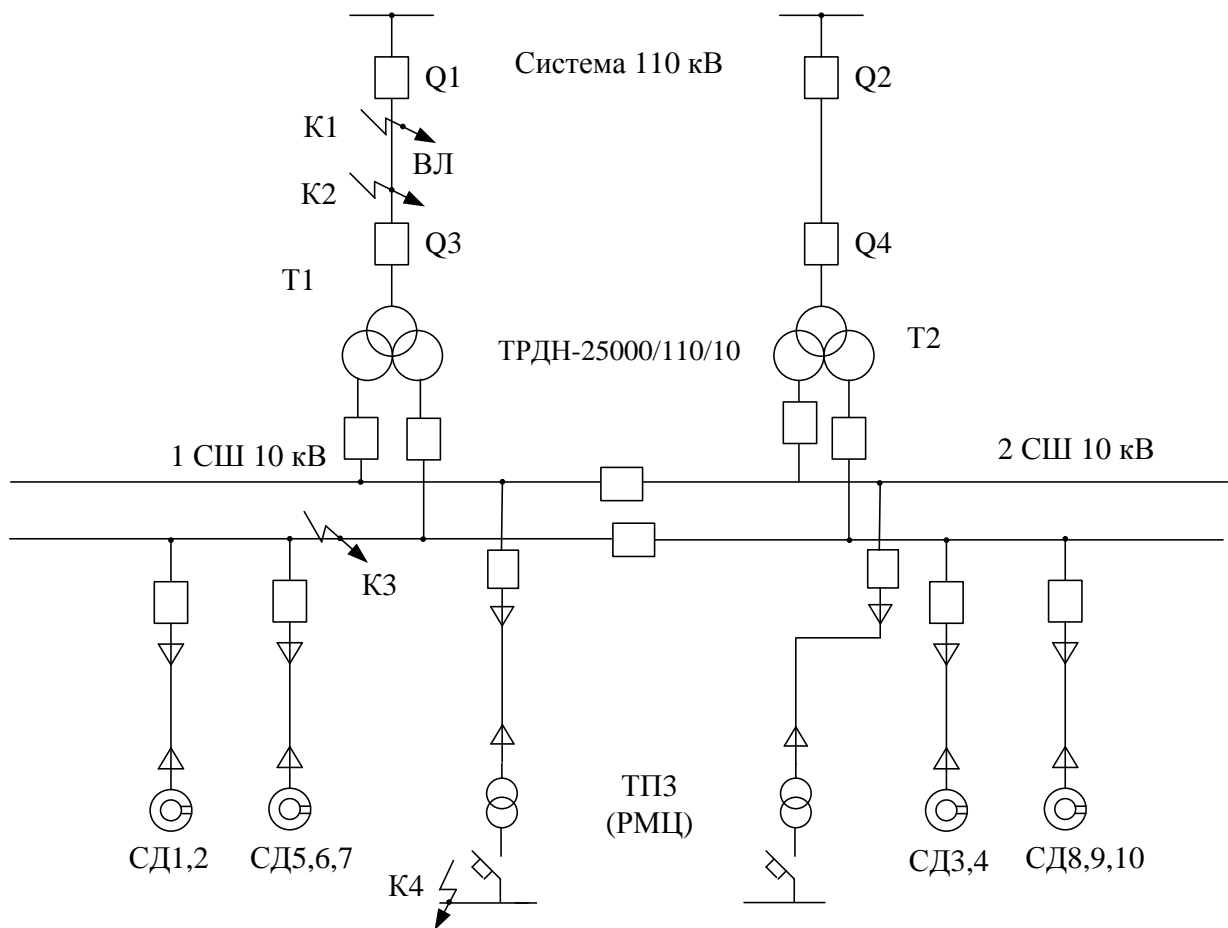 Система 110 кВ
Q1
Q2
К1
ВЛ
К2
Q3
Q4
Т1
ТРДН-25000/110/10
Т2
1 СШ 10 кВ
2 СШ 10 кВ
К3
ТП3
(РМЦ)
СД1,2
СД5,6,7
СД3,4
СД8,9,10
К4